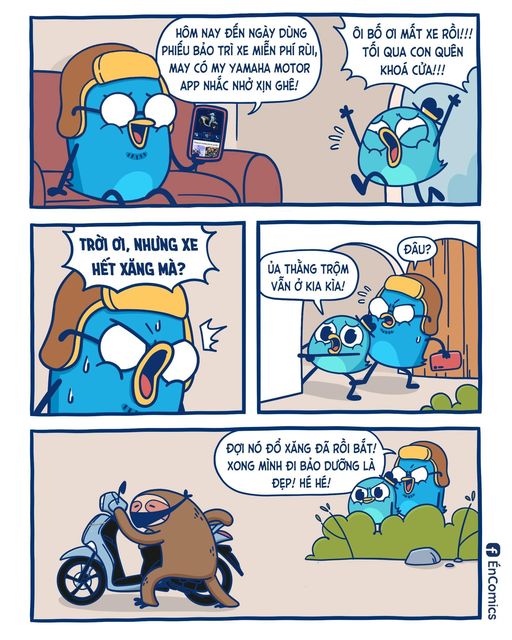 HÔM NAY ĐẾN NGÀY DÙNG
PHIẾU BẢO TRÌ XE MIỄN PHÍ RÙI,
MAY CÓ MY YAMAHA MOTOR
APP NHẮC NHỞ XỊN GHÊ!
ÔI BỐ ƠI MẤT XE RỒI!!!
TỐI QUA CON QUÊN
KHOÁ CỬA!!!
TRỜI ƠI, NHƯNG XE
HẾT XĂNG MÀ?
ỦA THẰNG TRỘM
VẪN Ở KIA KÌA!
ĐÂU?
ĐỢI NÓ ĐỔ XĂNG ĐÃ RỒI BẮT!
XONG MÌNH ĐI BẢO DƯỠNG LÀ
ĐẸP! HÉ HÉ!
f ÉnComics